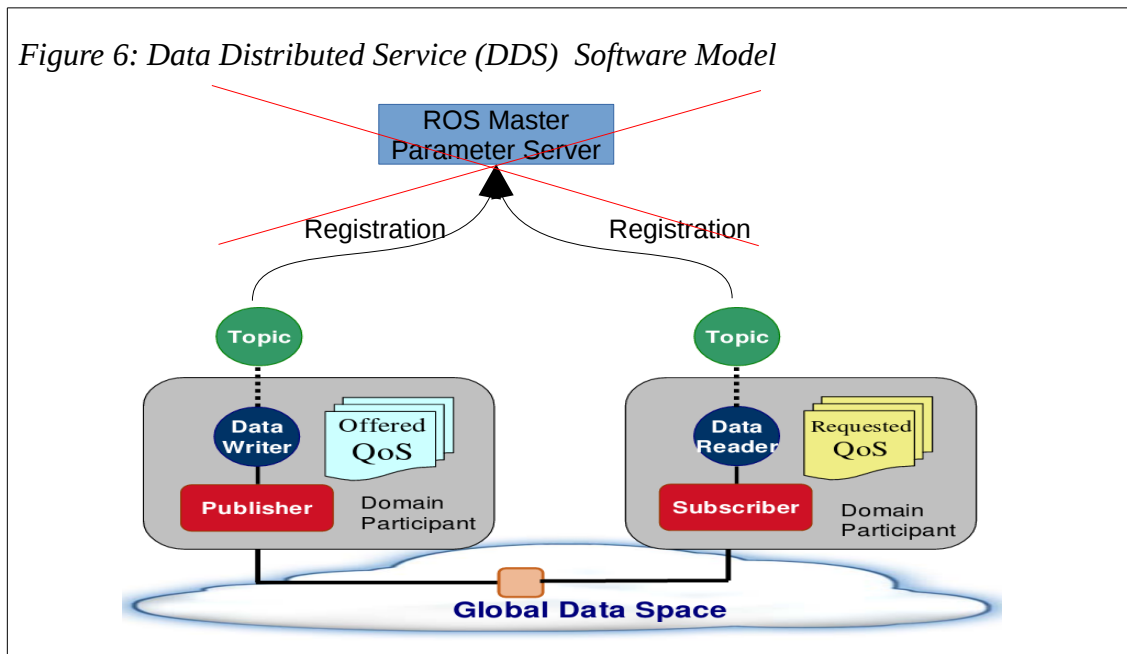 Figure 6: Data Distributed Service (DDS) Software Model
ROS Master
Parameter Server
Registration
Registration
Topic
Topic
Data
Writer
Offered
QoS
Publisher
Domain
Participant
Data
Reader
Requested
QoS
Subscriber
Domain
Participant
Global Data Space